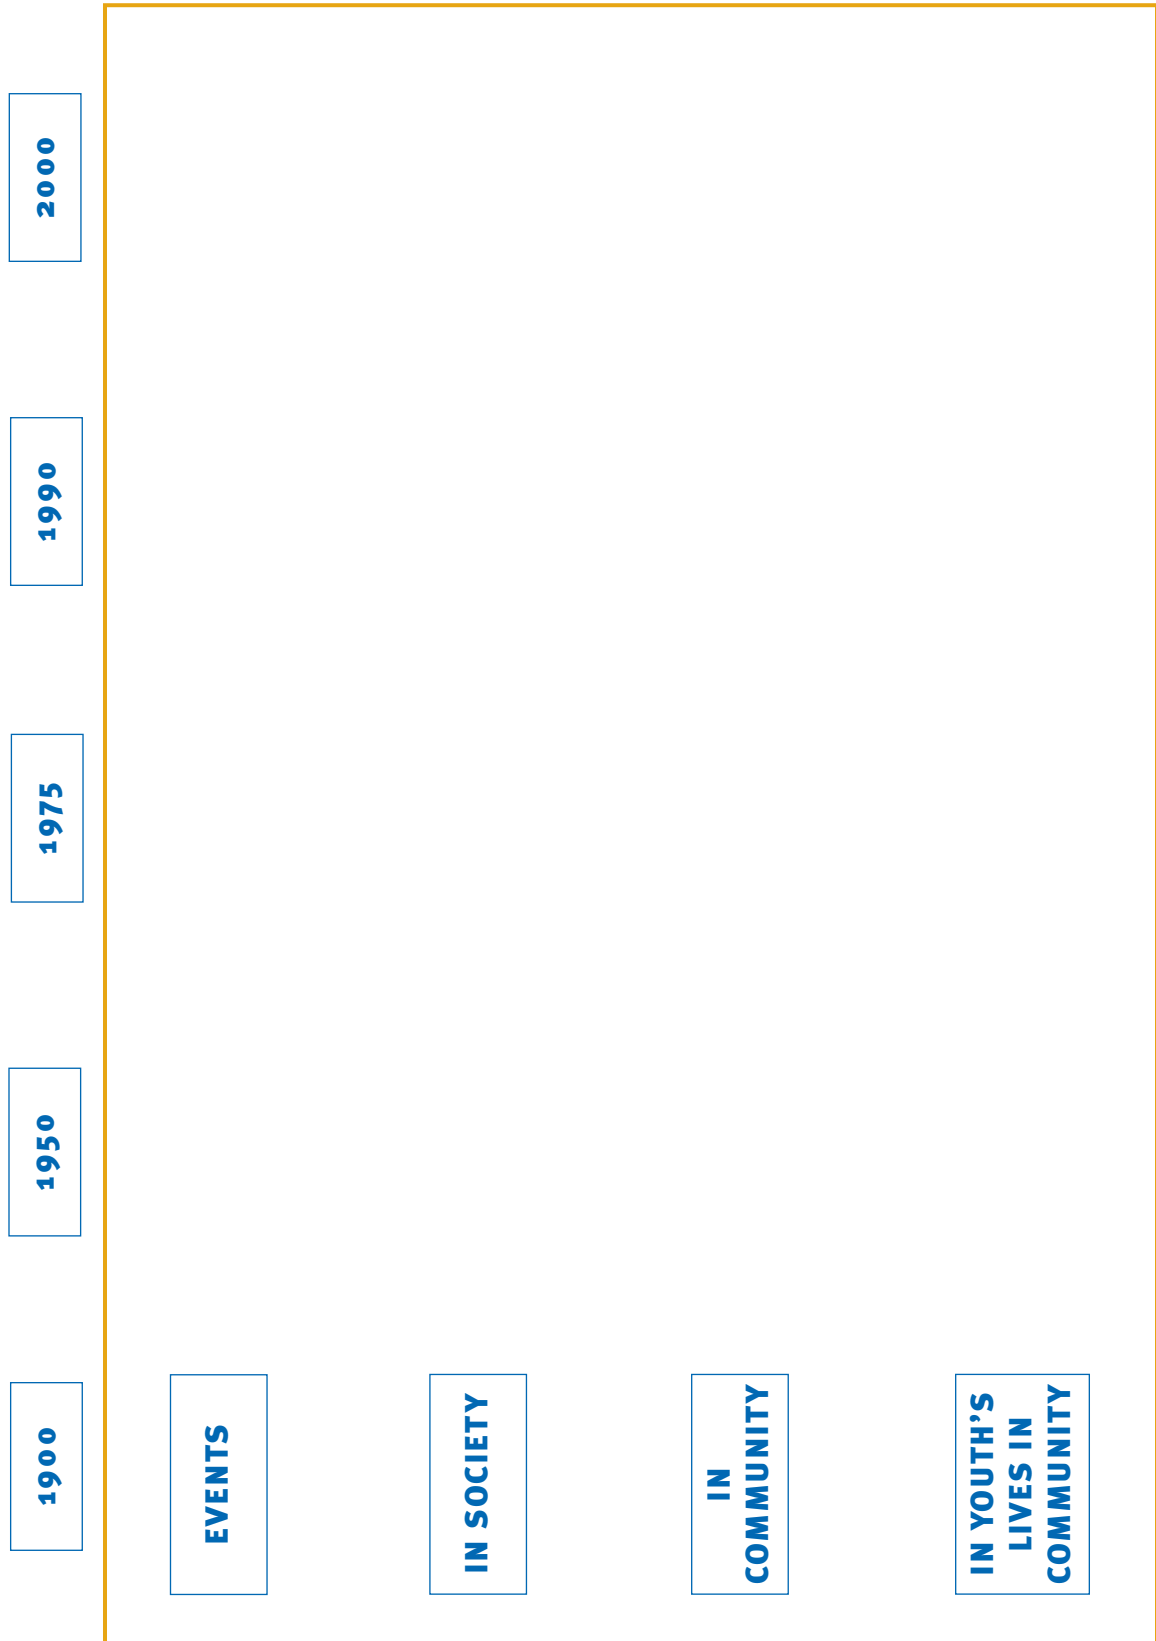 1900
1950
1975
1990
2000
EVENTS
IN SOCIETY
IN
COMMUNITY
IN YOUTH'S
LIVES IN
COMMUNITY